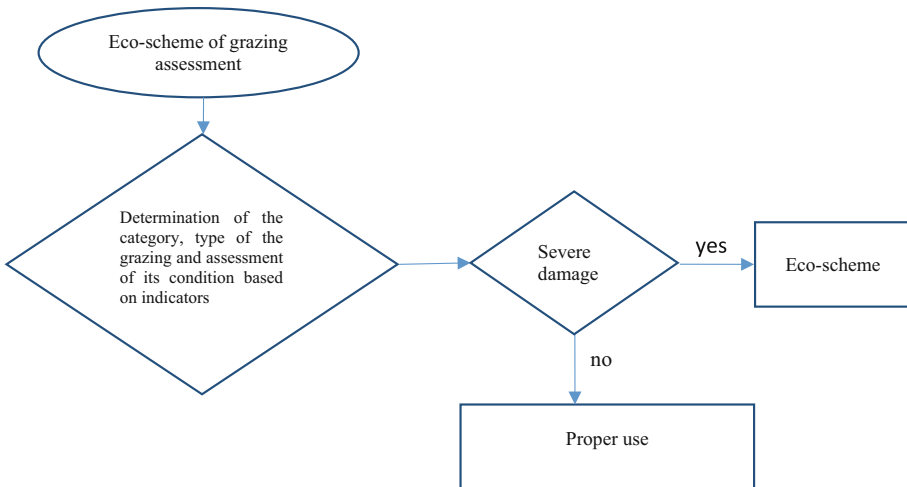 Eco-scheme of grazing
assessment
Determination of the
category, type of the
grazing and assessment
of its condition based
on indicators
Severe
damage
yes
Eco-scheme
no
Proper use